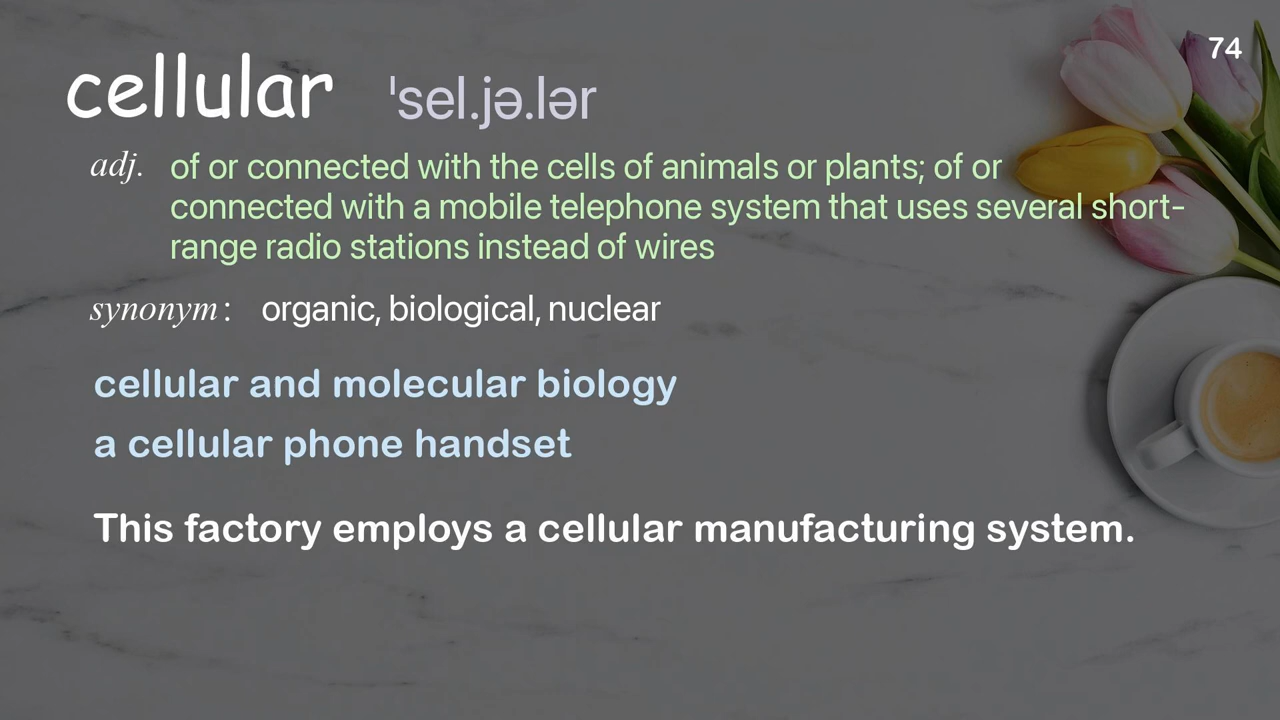 74
cellular ˈsel.jə.lər
adj. of or connected with the cells of animals or plants; of or
connected with a mobile telephone system that uses several short-
range radio stations instead of wires
synonym: organic, biological, nuclear
cellular and molecular biology
a cellular phone handset
This factory employs a cellular manufacturing system.